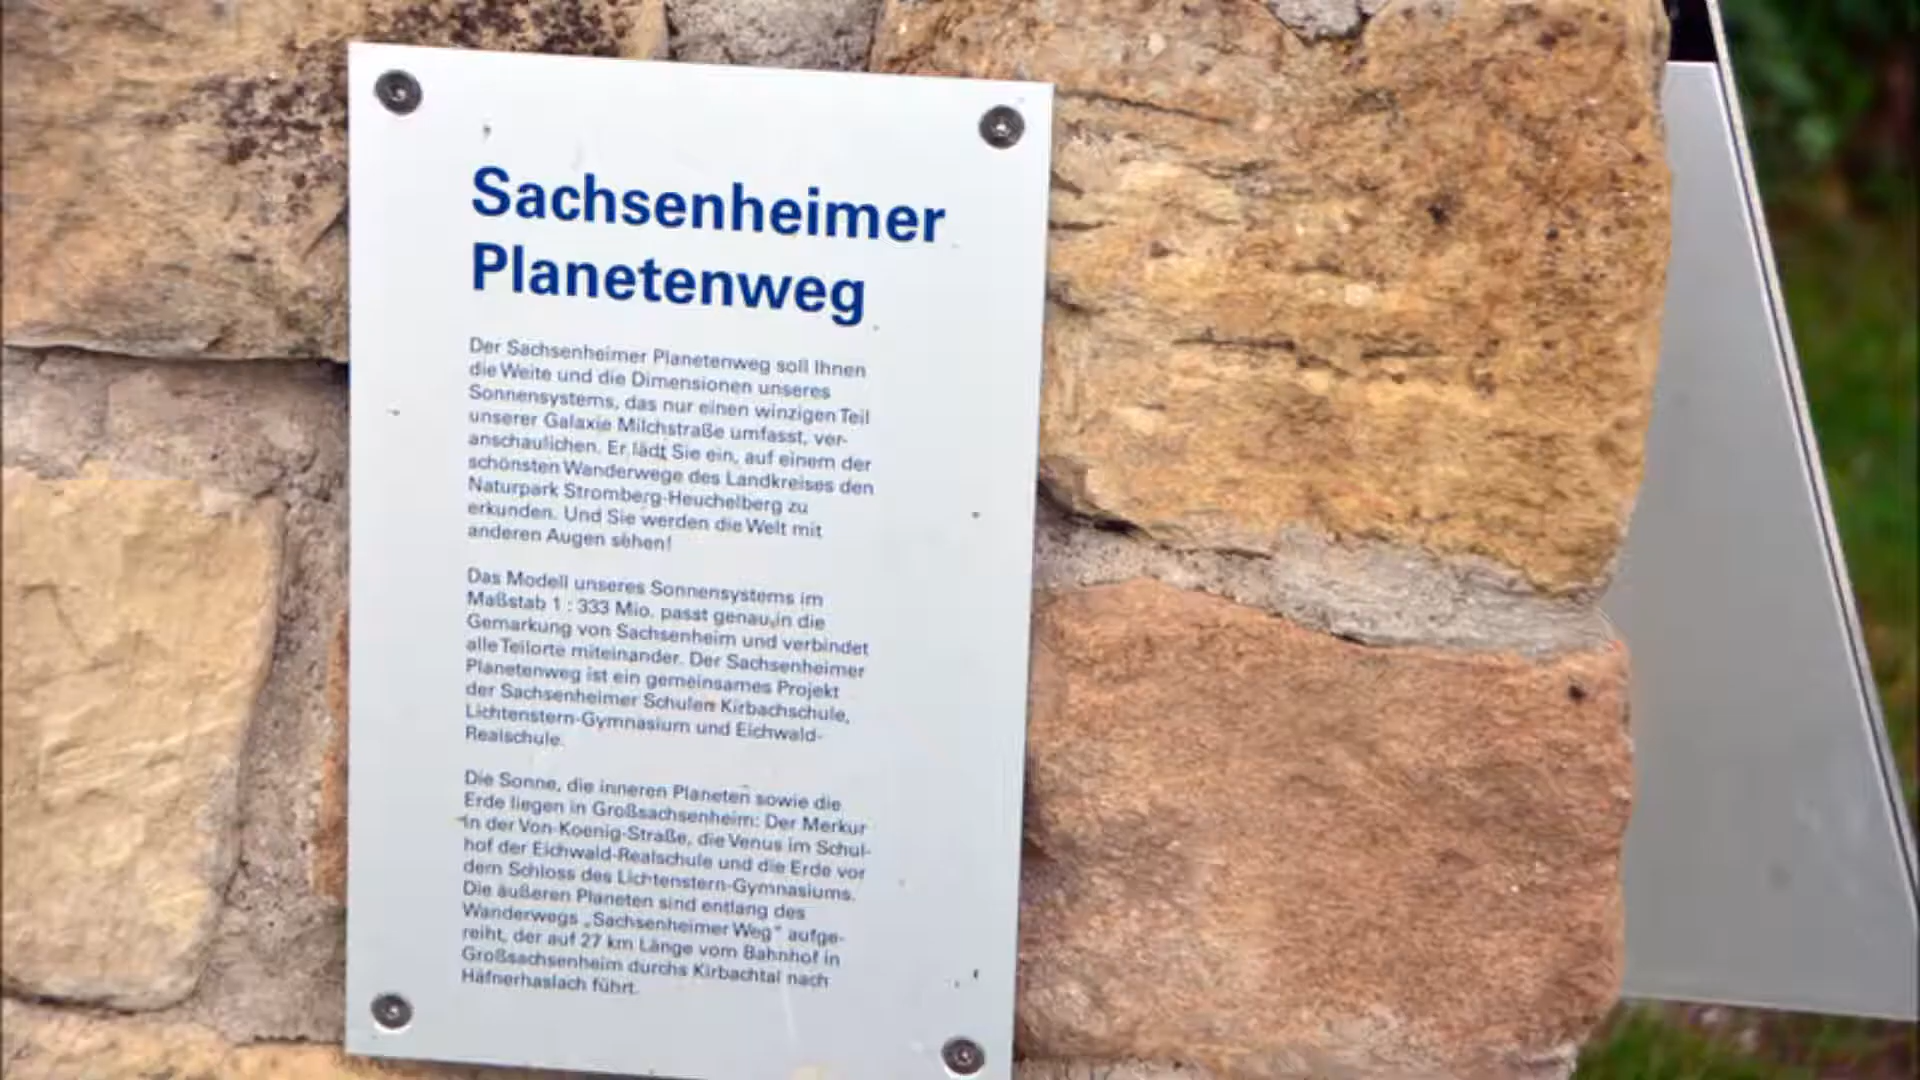 Sachsenheimer
Planetenweg
Der Sachsenheimer Planetenweg soll Ihnen
die Weite und die Dimensionen unseres
Sonnensystems, das nur einen winzigen Teil
unserer Galaxie Milchstraße umfasst, ver-
anschaulichen. Er lädt Sie ein, auf einem der
schönsten Wanderwege des Landkreises den
Naturpark Stromberg-Heuchelberg zu
erkunden. Und Sie werden die Welt mit
anderen Augen sehen!
Das Modell unseres Sonnensystems im
Maßstab 1 : 333 Mio. passt genau in die
Gemarkung von Sachsenheim und verbindet
alle Teilorte miteinander. Der Sachsenheimer
Planetenweg ist ein gemeinsames Projekt
der Sachsenheimer Schulen Kirbachschule,
Lichtenstern-Gymnasium und Eichwald-
Realschule.
Die Sonne, die inneren Planeten sowie die
Erde liegen in Großsachsenheim: Der Merkur
in der Von-Koenig-Straße, die Venus im Schul-
hof der Eichwald-Realschule und die Erde vor
dem Schloss des Lichtenstern-Gymnasiums.
Die äußeren Planeten sind entlang des
Wanderwegs „Sachsenheimer Weg“ aufge-
reiht, der auf 27 km Länge vom Bahnhof in
Großsachsenheim durchs Kirbachtal nach
Häfnerhaslach führt.